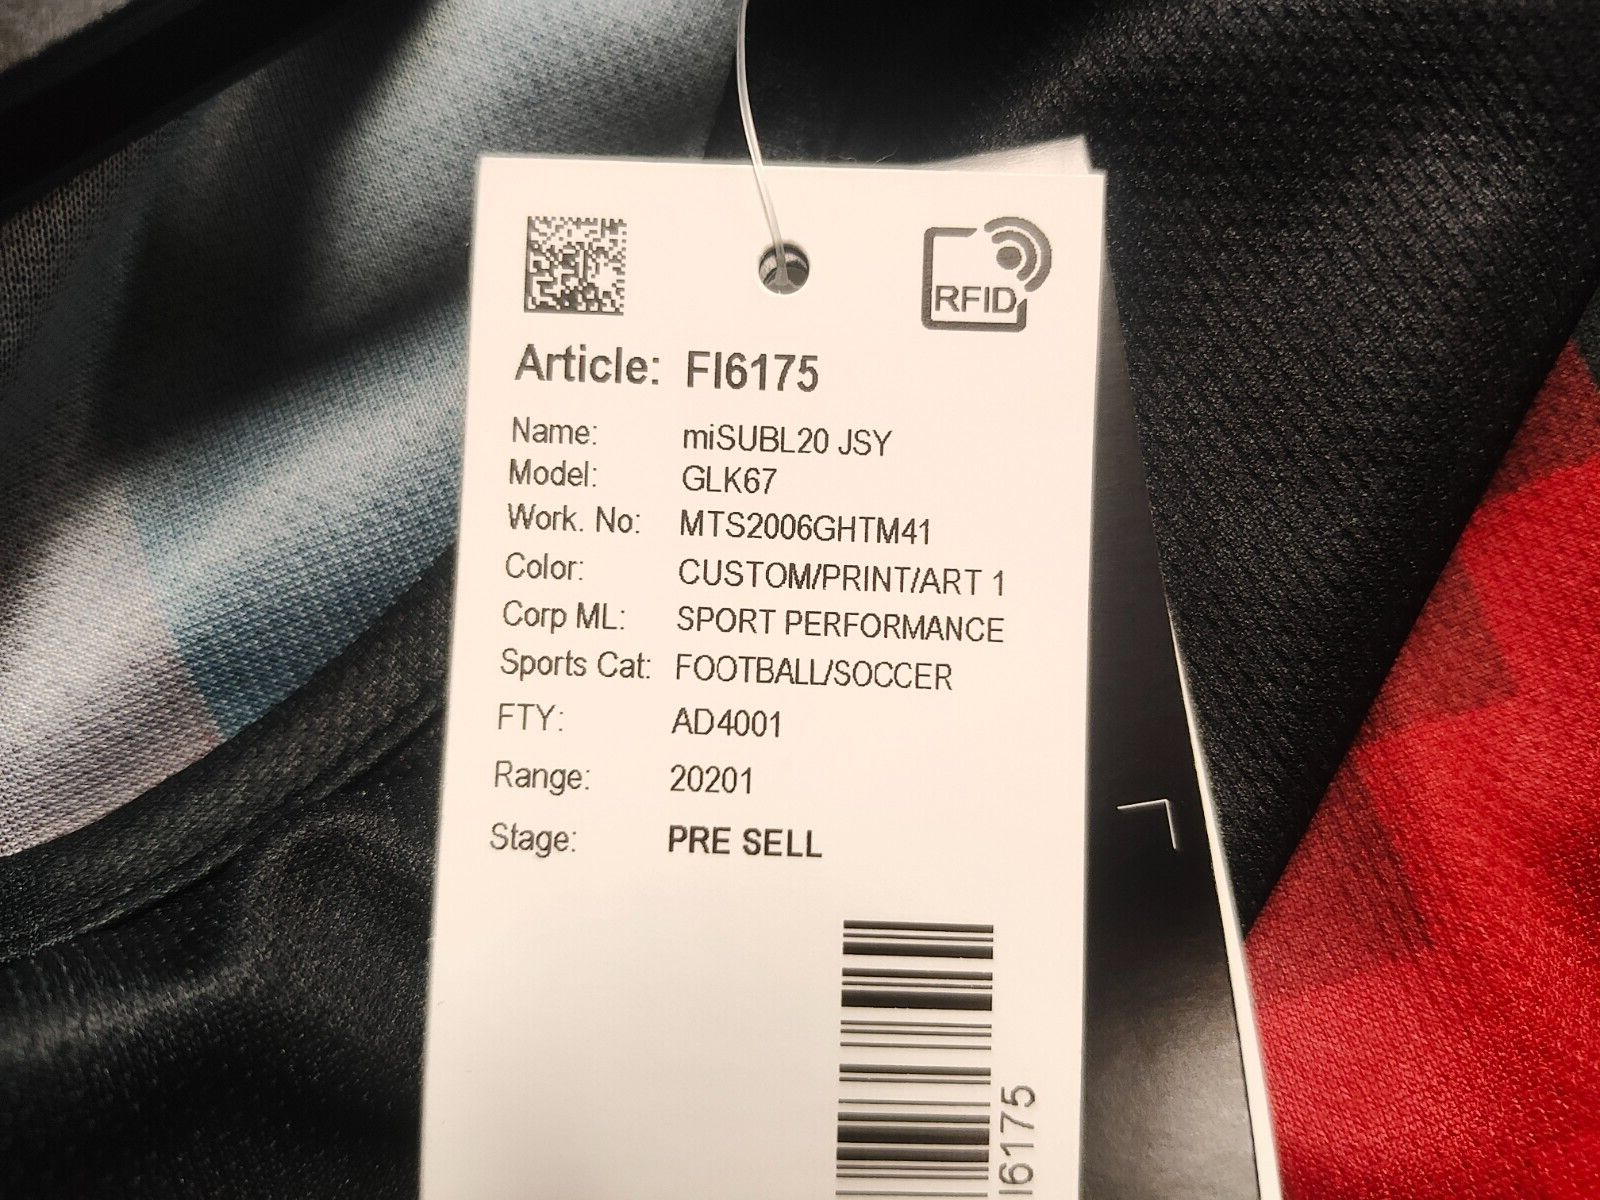 RFID
Article: FI6175
Name: miSUBL20 JSY
Model: GLK67
Work. No: MTS2006GHTM41
Color: CUSTOM/PRINT/ART 1
Corp ML: SPORT PERFORMANCE
Sports Cat: FOOTBALL/SOCCER
FTY: AD4001
Range: 20201
Stage: PRE SELL
I6175